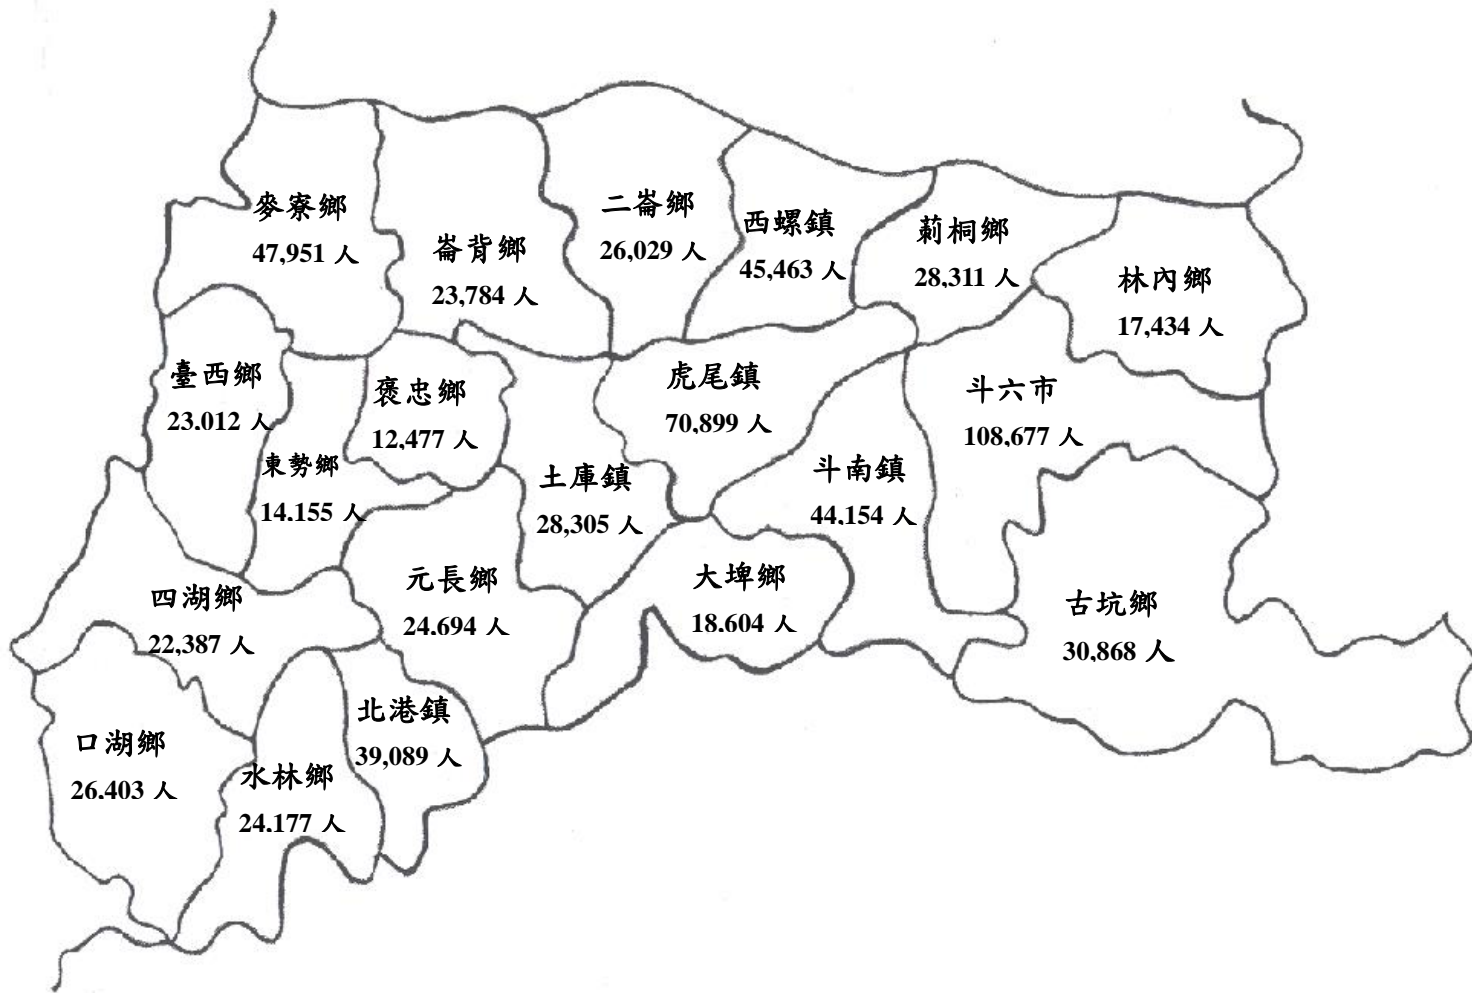 麥寮鄉
47,951 人
崙背鄉
23,784 人
二崙鄉
26,029 人
西螺鎮
45,463 人
莿桐鄉
28,311 人
林內鄉
17,434 人
臺西鄉
23,012 人
東勢鄉
14,155 人
褒忠鄉
12,477 人
土庫鎮
28,305 人
虎尾鎮
70,899 人
斗南鎮
44,154 人
斗六市
108,677 人
四湖鄉
22,387 人
元長鄉
24,694 人
大埤鄉
18,604 人
古坑鄉
30,868 人
口湖鄉
26,403 人
水林鄉
24,177 人
北港鎮
39,089 人